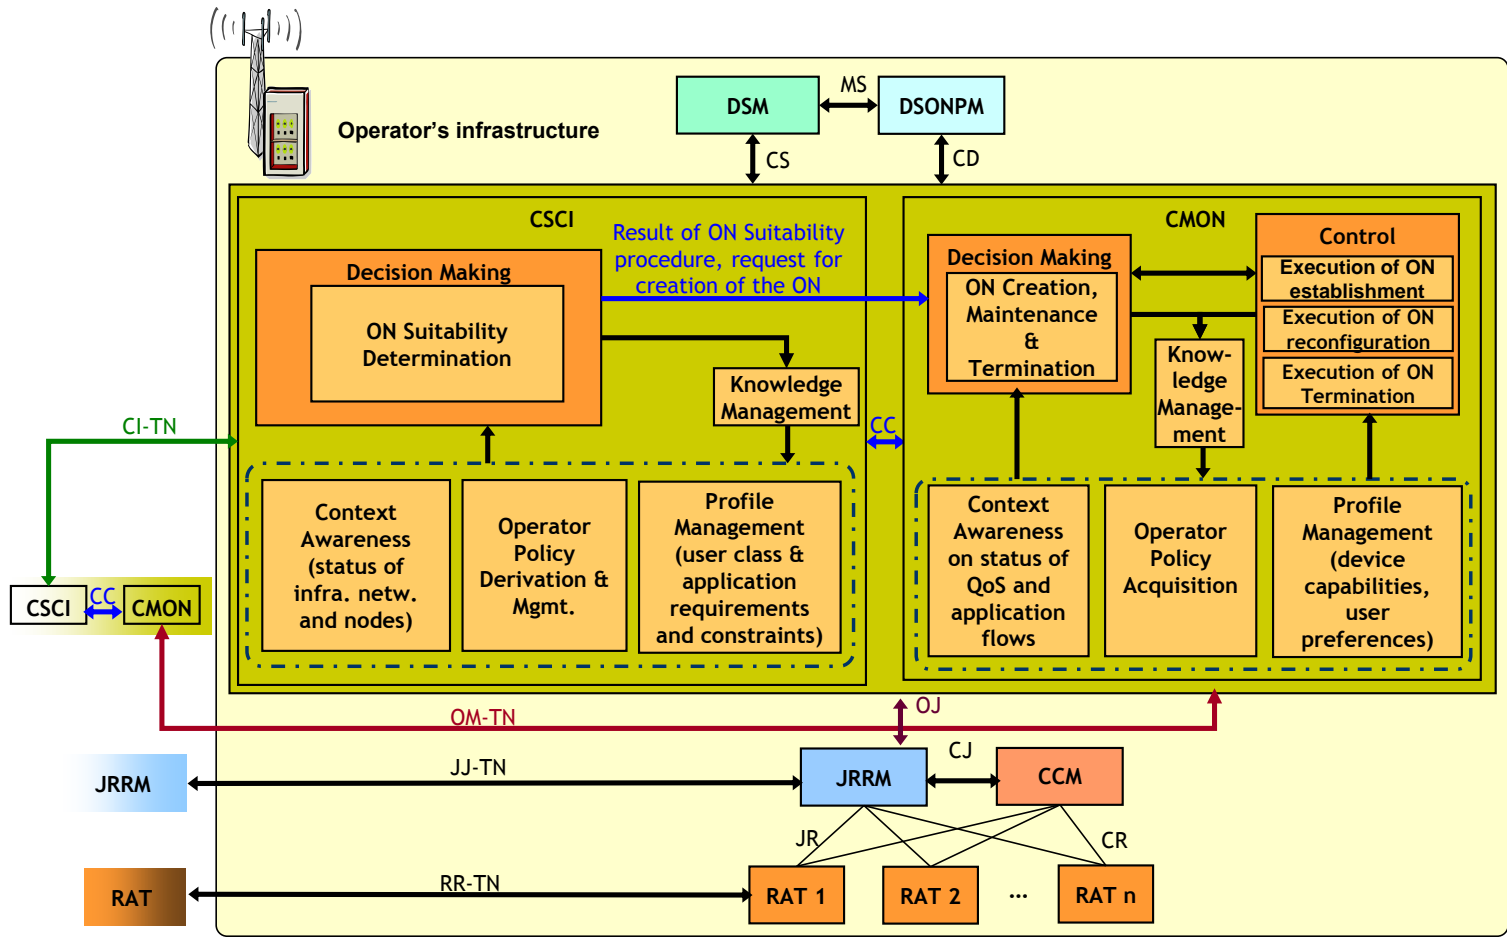 Operator's infrastructure
DSM
MS
DSONPM
CS
CD
CSCI
Decision Making
ON Suitability
Determination
Result of ON Suitability
procedure, request for
creation of the ON
Knowledge
Management
Context
Awareness
(status of
infra. netw.
and nodes)
Operator
Policy
Derivation &
Mgmt.
Profile
Management
(user class &
application
requirements
and constraints)
CC
CMON
Decision Making
ON Creation,
Maintenance
&
Termination
Control
Execution of ON
establishment
Execution of ON
reconfiguration
Execution of ON
Termination
Know-
ledge
Manage-
ment
Context
Awareness
on status of
QoS and
application
flows
Operator
Policy
Acquisition
Profile
Management
(device
capabilities,
user
preferences)
CI-TN
CSCI
CC
CMON
OM-TN
OJ
JRRM
JJ-TN
JRRM
CJ
CCM
JR
CR
RAT
RR-TN
RAT 1
RAT 2
...
RAT n